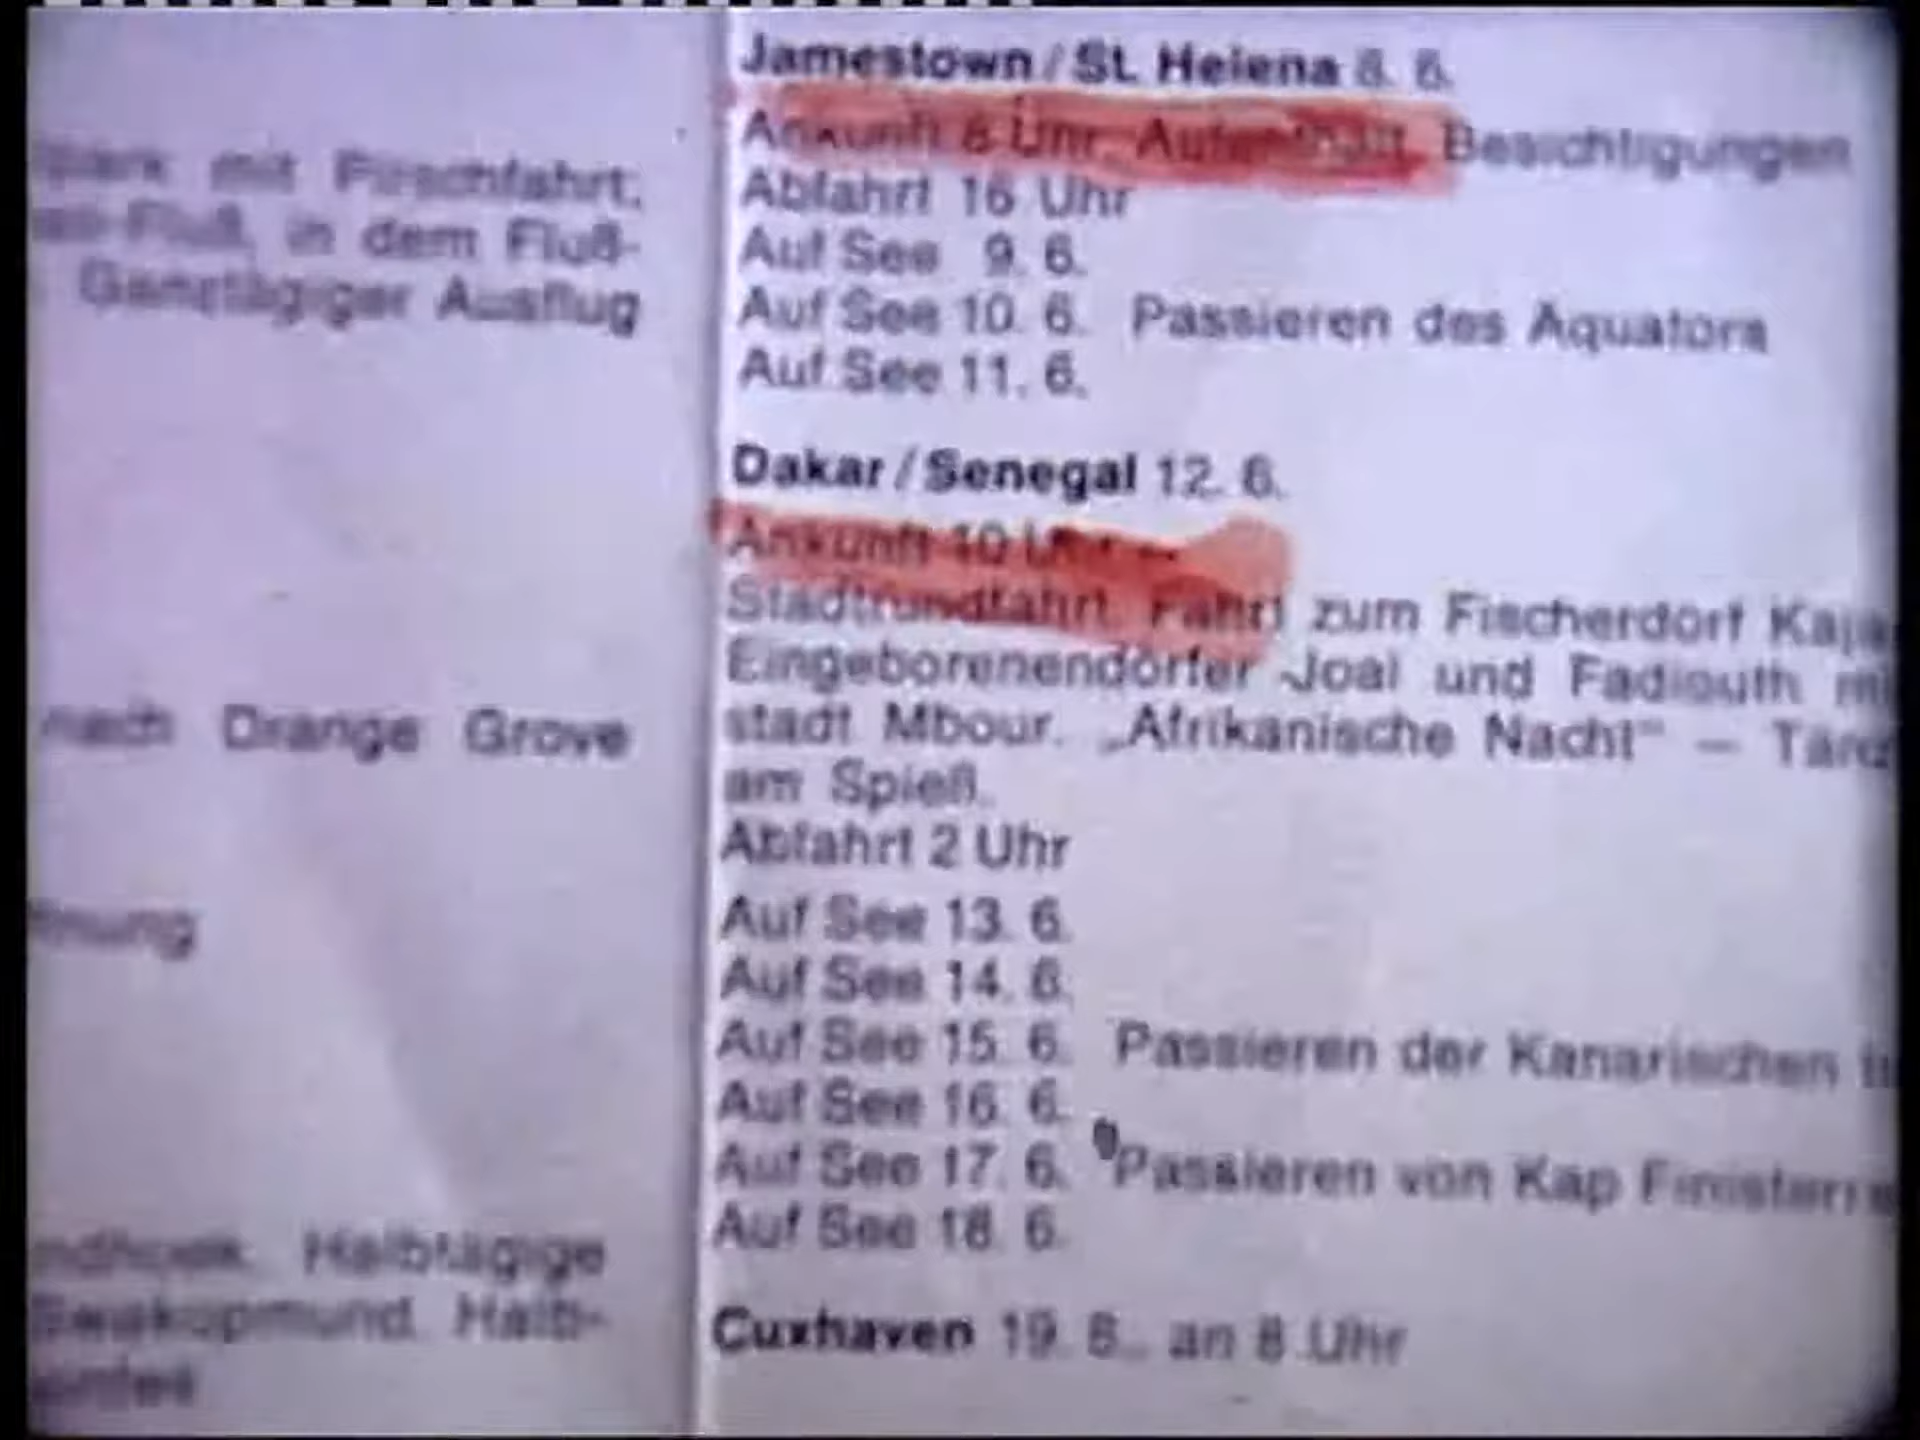 mit Pirschfahrt;
in dem Fluß-
Ganztägiger Ausflug
nach Orange Grove
Halbtägige
Swakopmund. Halb-
Jamestown/St. Helena 8. 6.
Ankunft 8 Uhr. Aufenthalt. Besichtigungen
Abfahrt 16 Uhr
Auf See 9. 6.
Auf See 10. 6. Passieren des Äquators
Auf See 11. 6.
Dakar/Senegal 12. 6.
Ankunft 10 Uhr
Stadtrundfahrt. Fahrt zum Fischerdorf
Eingeborenendörfer Joal und Fadiouth
stadt Mbour. „Afrikanische Nacht“ –
am Spieß.
Abfahrt 2 Uhr
Auf See 13. 6.
Auf See 14. 6.
Auf See 15. 6. Passieren der Kanarischen
Auf See 16. 6.
Auf See 17. 6. Passieren von Kap Finisterre
Auf See 18. 6.
Cuxhaven 19. 6., an 8 Uhr